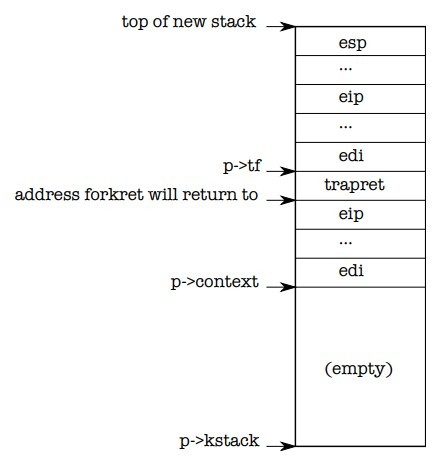 top of new stack
esp
...
eip
...
p->tf
edi
address forkret will return to
trapret
eip
...
p->context
edi
(empty)
p->kstack